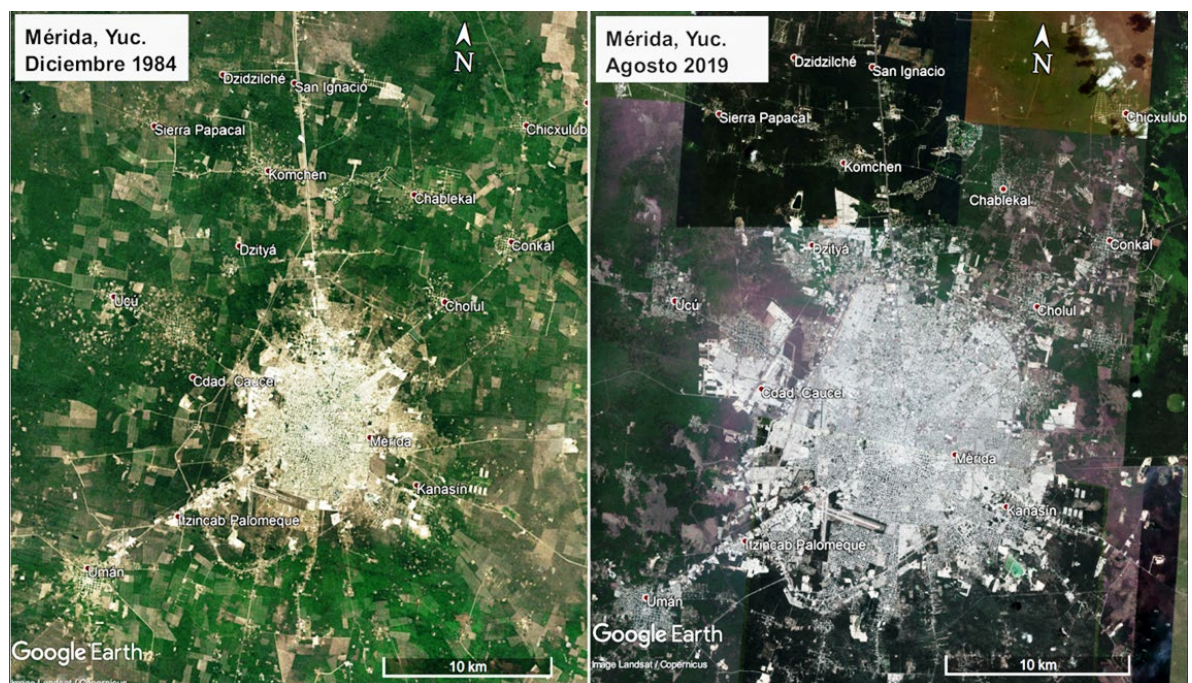 Mérida, Yuc.
Diciembre 1984
N
Dzidzilché
San Ignacio
Sierra Papacal
Chicxulub
Komchen
Chablekal
Dzityá
Conkal
Ucú
Cholul
Cdad. Caucel
Mérida
Kanasín
Itzincab Palomeque
Umán
Google Earth
Image Landsat / Copernicus
10 km
Mérida, Yuc.
Agosto 2019
N
Dzidzilché
San Ignacio
Sierra Papacal
Chicxulub
Komchen
Chablekal
Dzityá
Conkal
Ucú
Cholul
Cdad. Caucel
Mérida
Kanasín
Itzincab Palomeque
Umán
Google Earth
Image Landsat / Copernicus
10 km